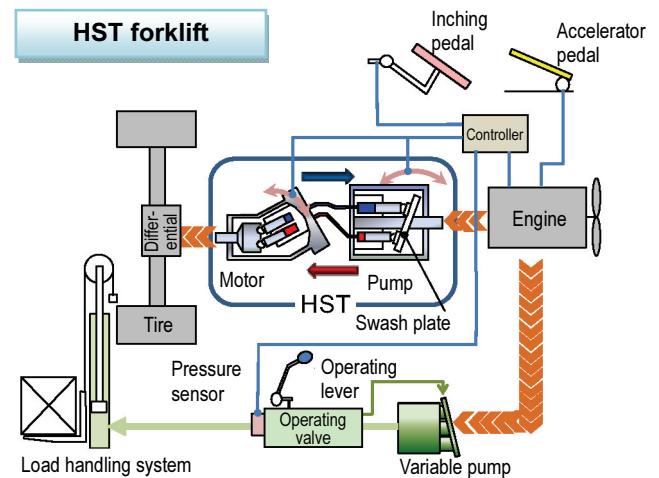 HST forklift
Inching
pedal
Accelerator
pedal
Controller
Differ-
ential
Engine
Motor
Pump
HST
Swash plate
Tire
Pressure
sensor
Operating
lever
Operating
valve
Load handling system
Variable pump